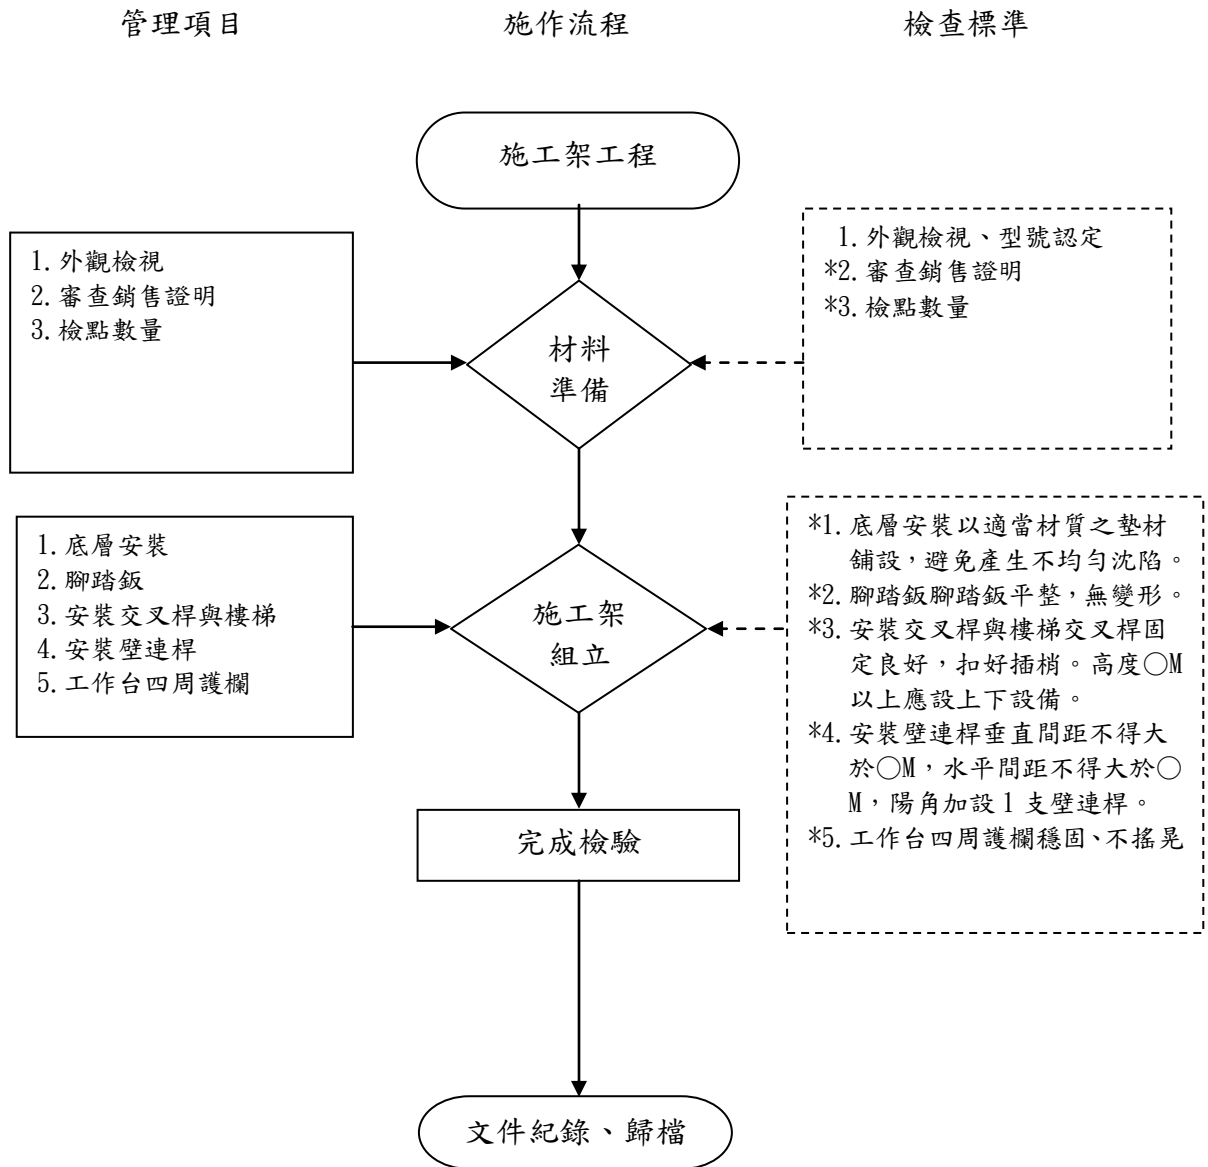 管理項目
施作流程
檢查標準
施工架工程
1.外觀檢視
2.審查銷售證明
3.檢點數量
材料
準備
1.外觀檢視、型號認定
*2.審查銷售證明
*3.檢點數量
1.底層安裝
2.腳踏鈑
3.安裝交叉桿與樓梯
4.安裝壁連桿
5.工作台四周護欄
施工架
組立
*1.底層安裝以適當材質之墊材
舖設，避免產生不均勻沈陷。
*2.腳踏鈑腳踏鈑平整，無變形。
*3.安裝交叉桿與樓梯交叉桿固
定良好，扣好插梢。高度○M
以上應設上下設備。
*4.安裝壁連桿垂直間距不得大
於○M，水平間距不得大於○
M，陽角加設1支壁連桿。
*5.工作台四周護欄穩固、不搖晃
完成檢驗
文件紀錄、歸檔